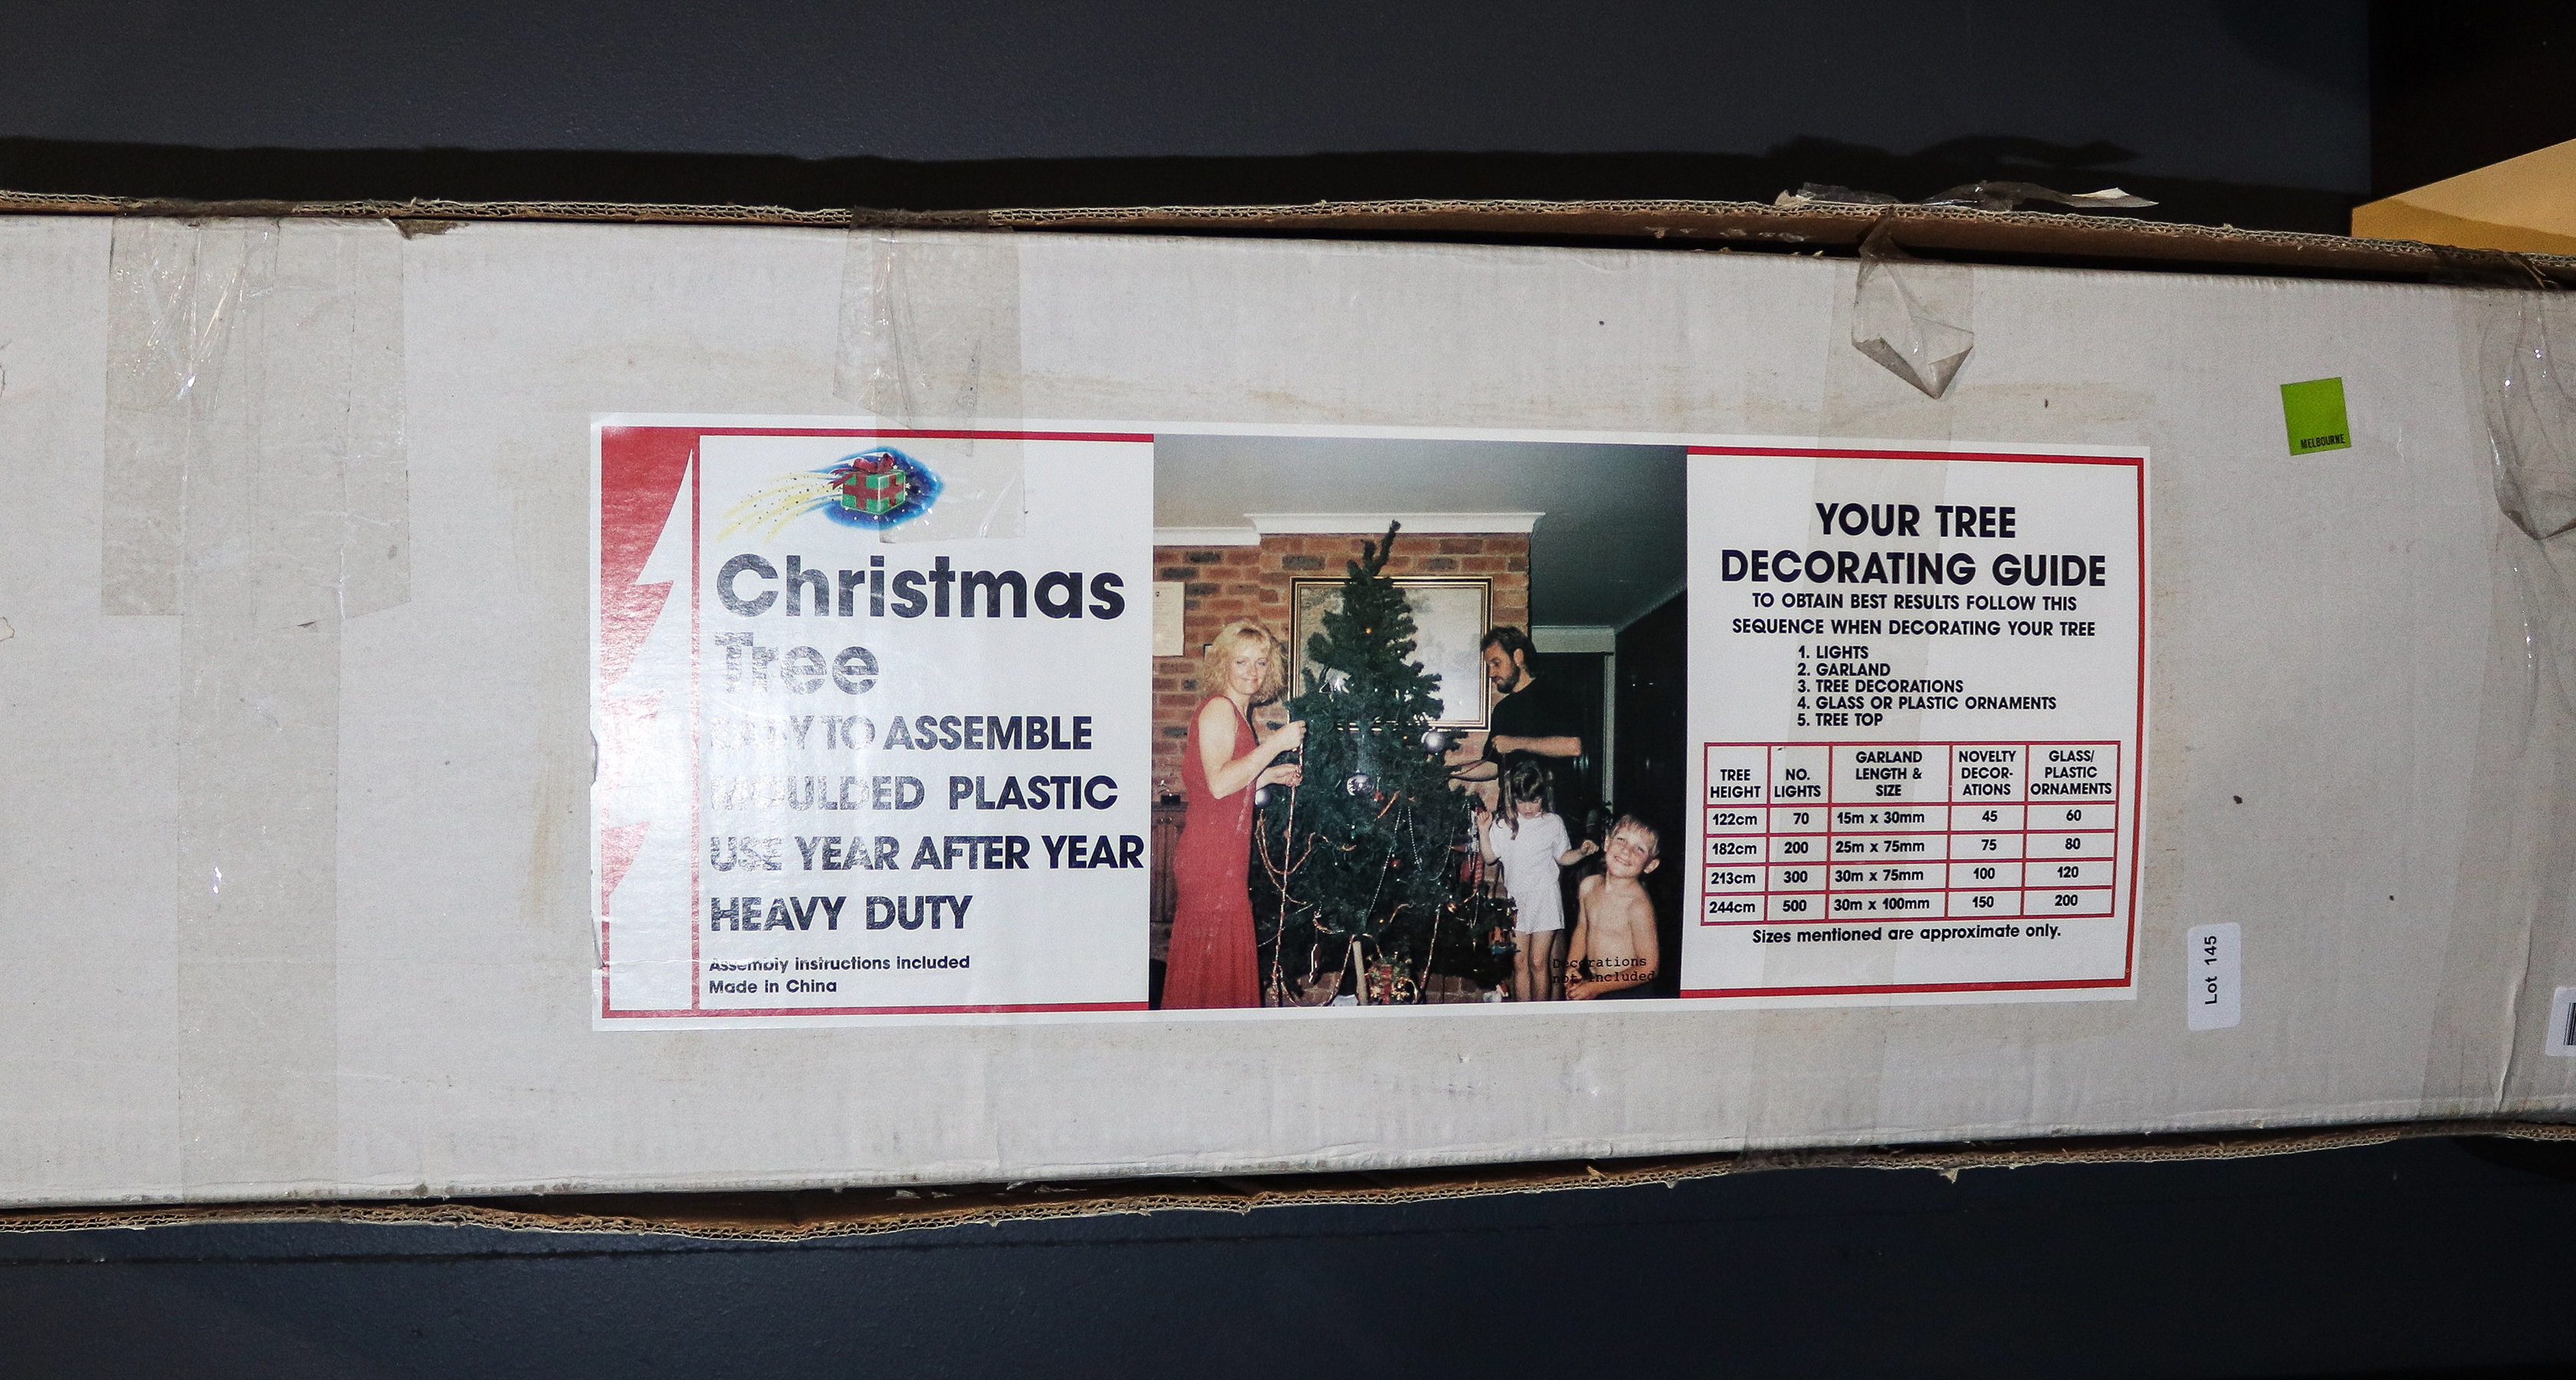 Christmas
Tree
EASY TO ASSEMBLE
MOULDED PLASTIC
USE YEAR AFTER YEAR
HEAVY DUTY
Assembly instructions included
Made in China
Decorations
not included
YOUR TREE
DECORATING GUIDE
TO OBTAIN BEST RESULTS FOLLOW THIS
SEQUENCE WHEN DECORATING YOUR TREE
1. LIGHTS
2. GARLAND
3. TREE DECORATIONS
4. GLASS OR PLASTIC ORNAMENTS
5. TREE TOP
TREE HEIGHT NO. LIGHTS GARLAND LENGTH & SIZE NOVELTY DECOR-ATIONS GLASS/ PLASTIC ORNAMENTS
122cm 70 15m x 30mm 45 60
182cm 200 25m x 75mm 75 80
213cm 300 30m x 75mm 100 120
244cm 500 30m x 100mm 150 200
Sizes mentioned are approximate only.
MELBOURNE
Lot 145